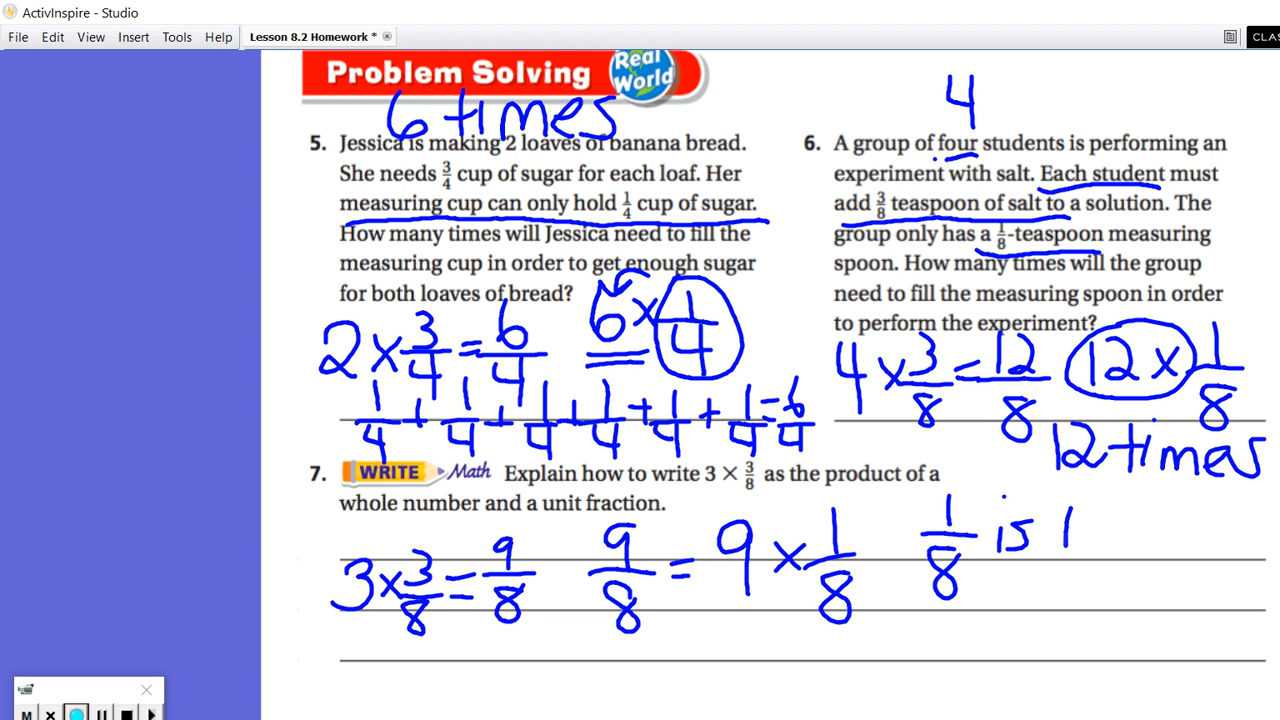 ActivInspire - Studio
File Edit View Insert Tools Help Lesson 8.2 Homework * CLAS
Problem Solving Real World
6 times
5. Jessica is making 2 loaves of banana bread.
She needs 3/4 cup of sugar for each loaf. Her
measuring cup can only hold 1/4 cup of sugar.
How many times will Jessica need to fill the
measuring cup in order to get enough sugar
for both loaves of bread?
2 × 3/4 = 6/4 6 × 1/4
1/4 + 1/4 + 1/4 + 1/4 + 1/4 + 1/4 = 6/4
4
6. A group of four students is performing an
experiment with salt. Each student must
add 3/8 teaspoon of salt to a solution. The
group only has a 1/8-teaspoon measuring
spoon. How many times will the group
need to fill the measuring spoon in order
to perform the experiment?
4 × 3/8 = 12/8 12 × 1/8
12 times
7. WRITE Math Explain how to write 3 × 3/8 as the product of a
whole number and a unit fraction.
3 × 3/8 = 9/8 9/8 = 9 × 1/8 1/8 is 1
M